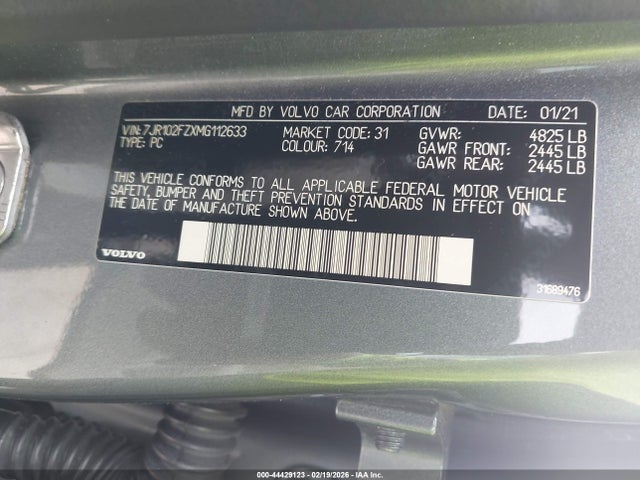 MFD BY VOLVO CAR CORPORATION DATE: 01/21
VIN: 7JR102FZXMG112633 MARKET CODE: 31 GVWR: 4825 LB
TYPE: PC COLOUR: 714 GAWR FRONT: 2445 LB
GAWR REAR: 2445 LB
THIS VEHICLE CONFORMS TO ALL APPLICABLE FEDERAL MOTOR VEHICLE
SAFETY, BUMPER AND THEFT PREVENTION STANDARDS IN EFFECT ON
THE DATE OF MANUFACTURE SHOWN ABOVE.
VOLVO
31689476
000-44429123 - 02/19/2026 - IAA Inc.